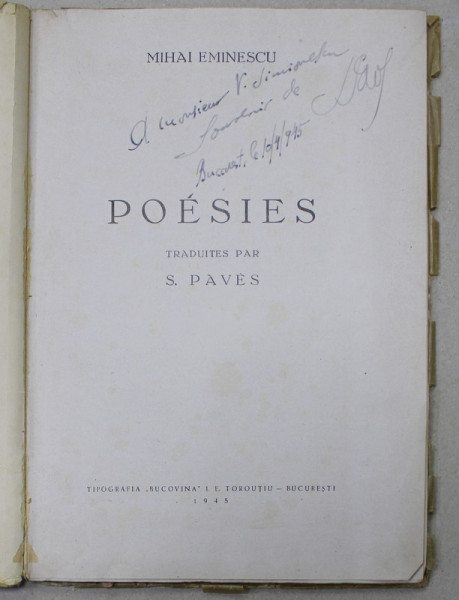 MIHAI EMINESCU
A Monsieur V. Simionescu
Souvenir de
Bucarest, le 10/9/945
POÉSIES
TRADUITES PAR
S. PAVÈS
TIPOGRAFIA „BUCOVINA" I. E. TOROUȚIU — BUCUREȘTI
1945